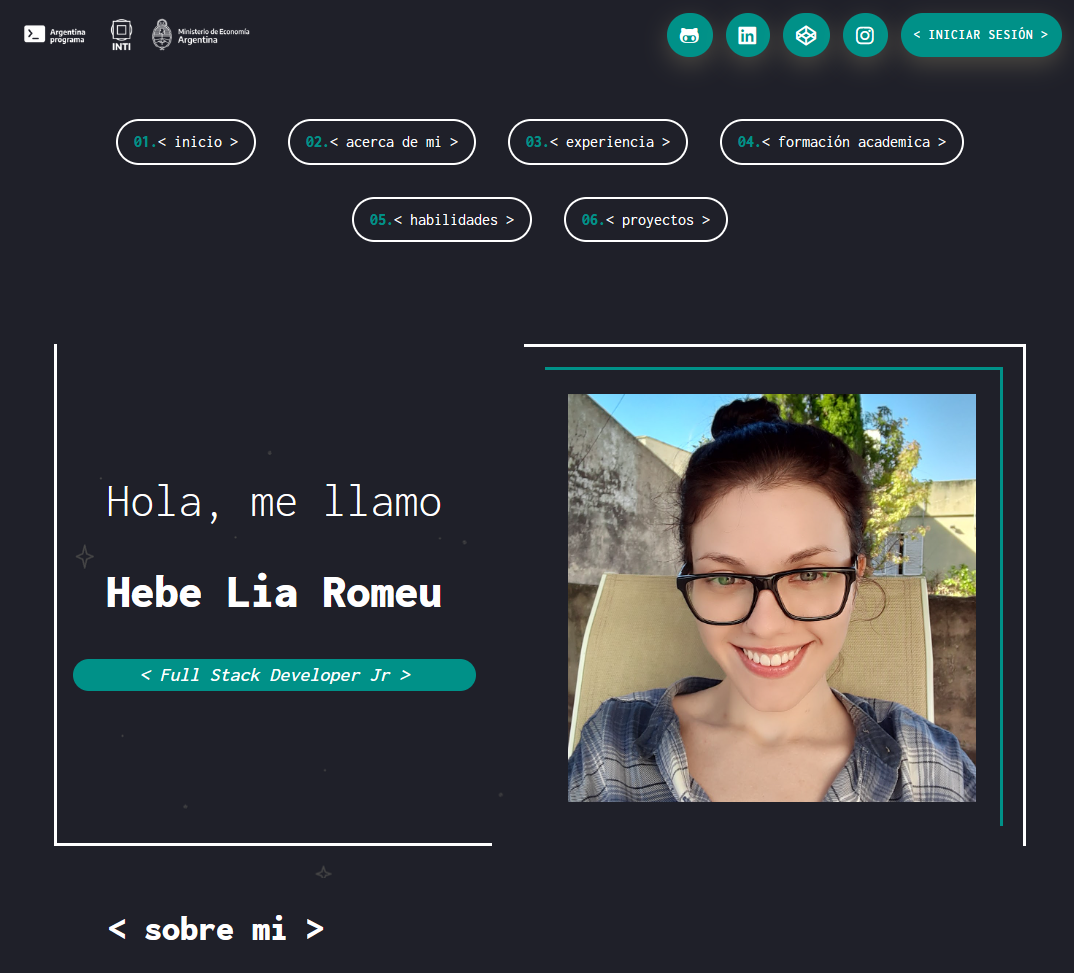 Argentina
programa
INTI
Ministerio de Economía
Argentina
< INICIAR SESIÓN >
01.< inicio >
02.< acerca de mi >
03.< experiencia >
04.< formación academica >
05.< habilidades >
06.< proyectos >
Hola, me llamo
Hebe Lia Romeu
< Full Stack Developer Jr >
< sobre mi >